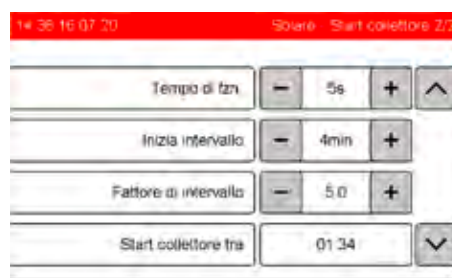 14 36 16 07 20 Solare Start collettore 2/2
Tempo di fzn. − 5s +
Inizia intervallo − 4min +
Fattore di intervallo − 5.0 +
Start collettore tra 01 34